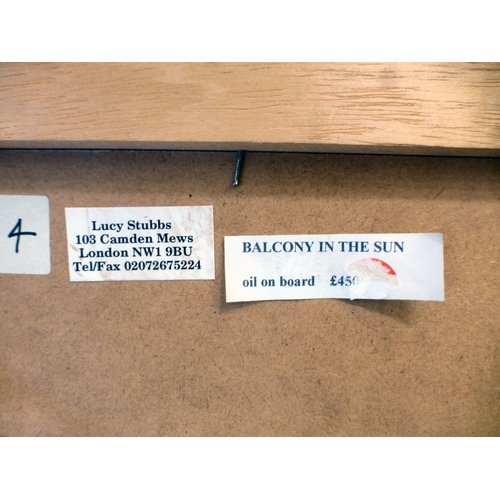 4
Lucy Stubbs
103 Camden Mews
London NW1 9BU
Tel/Fax 02072675224
BALCONY IN THE SUN
oil on board £450